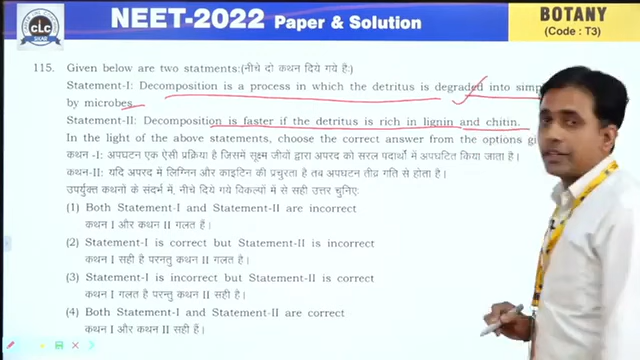 CLC
SIKAR
NEET-2022 Paper & Solution
BOTANY
(Code : T3)
115. Given below are two statments:(नीचे दो कथन दिये गये हैः)
Statement-I: Decomposition is a process in which the detritus is degraded into simp
by microbes.
Statement-II: Decomposition is faster if the detritus is rich in lignin and chitin.
In the light of the above statements, choose the correct answer from the options gi
कथन -I: अपघटन एक ऐसी प्रक्रिया है जिसमें सूक्ष्म जीवों द्वारा अपरद को सरल पदार्थो में अपघटित किया जाता है।
कथन-II: यदि अपरद में लिग्निन और काइटिन की प्रचुरता है तब अपघटन तीव्र गति से होता है।
उपर्युक्त कथनों के संदर्भ में, नीचे दिये गये विकल्पों में से सही उत्तर चुनिए:
(1) Both Statement-I and Statement-II are incorrect
कथन I और कथन II गलत हैं।
(2) Statement-I is correct but Statement-II is incorrect
कथन I सही है परनतु कथन II गलत है।
(3) Statement-I is incorrect but Statement-II is correct
कथन I गलत है परन्तु कथन II सही है।
(4) Both Statement-I and Statement-II are correct
कथन I और कथन II सही है।